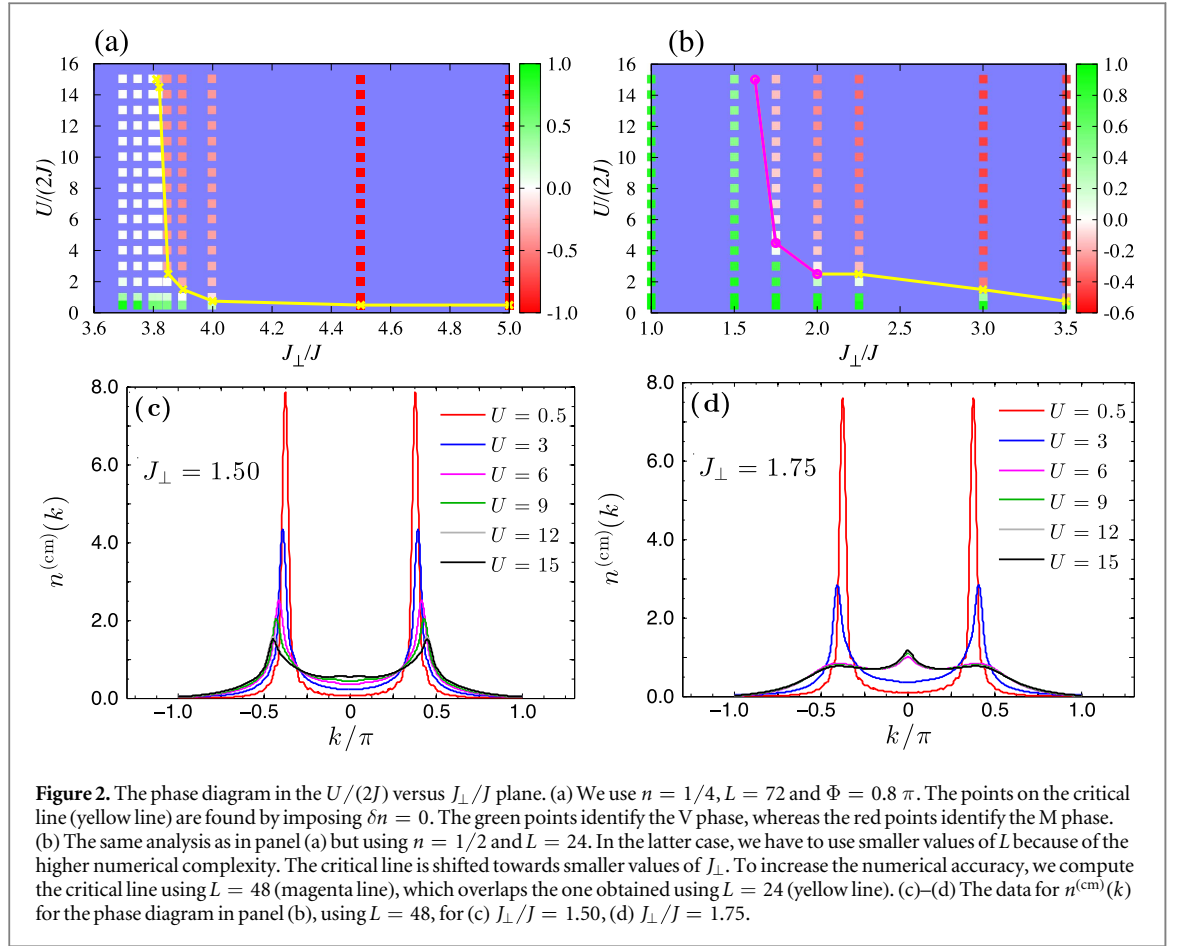 (a)
(b)
16
14
12
10
8
6
4
2
0
U/(2J)
3.6
3.8
4.0
4.2
4.4
4.6
4.8
5.0
J⊥/J
1.0
0.5
0.0
-0.5
-1.0
16
14
12
10
8
6
4
2
0
U/(2J)
1.0
1.5
2.0
2.5
3.0
3.5
J⊥/J
1.0
0.8
0.6
0.4
0.2
0.0
-0.2
-0.4
-0.6
(c)
8.0
6.0
4.0
2.0
0.0
n^(cm)(k)
J⊥ = 1.50
U = 0.5
U = 3
U = 6
U = 9
U = 12
U = 15
−1.0
−0.5
0
0.5
1.0
k/π
(d)
8.0
6.0
4.0
2.0
0.0
n^(cm)(k)
J⊥ = 1.75
U = 0.5
U = 3
U = 6
U = 9
U = 12
U = 15
−1.0
−0.5
0
0.5
1.0
k/π
Figure 2. The phase diagram in the U/(2J) versus J⊥/J plane. (a) We use n = 1/4, L = 72 and Φ = 0.8 π. The points on the critical
line (yellow line) are found by imposing δn = 0. The green points identify the V phase, whereas the red points identify the M phase.
(b) The same analysis as in panel (a) but using n = 1/2 and L = 24. In the latter case, we have to use smaller values of L because of the
higher numerical complexity. The critical line is shifted towards smaller values of J⊥. To increase the numerical accuracy, we compute
the critical line using L = 48 (magenta line), which overlaps the one obtained using L = 24 (yellow line). (c)–(d) The data for n^(cm)(k)
for the phase diagram in panel (b), using L = 48, for (c) J⊥/J = 1.50, (d) J⊥/J = 1.75.